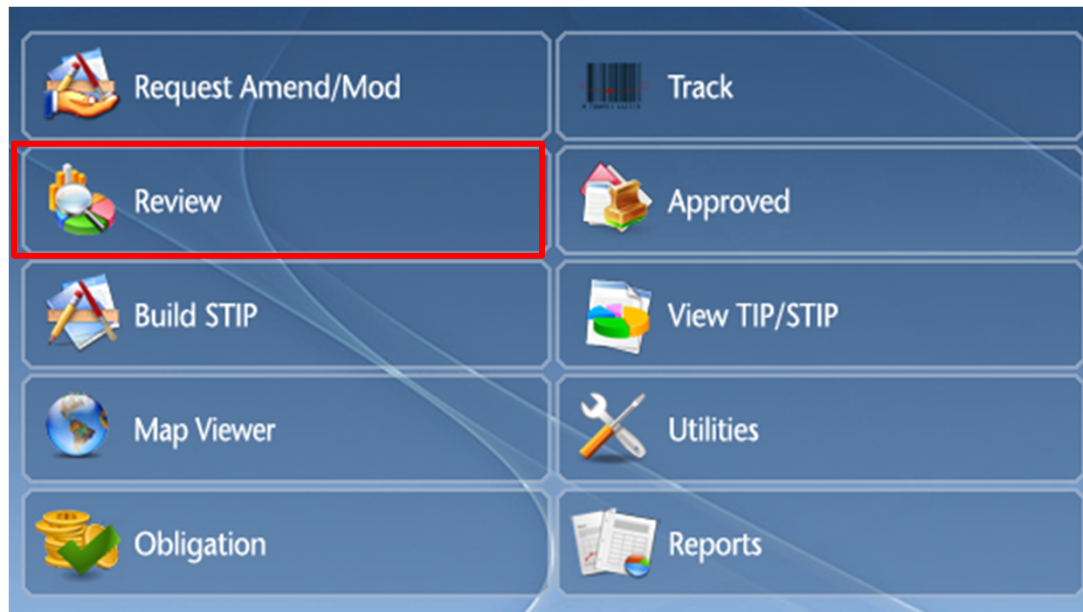 Request Amend/Mod
Track
Review
Approved
Build STIP
View TIP/STIP
Map Viewer
Utilities
Obligation
Reports